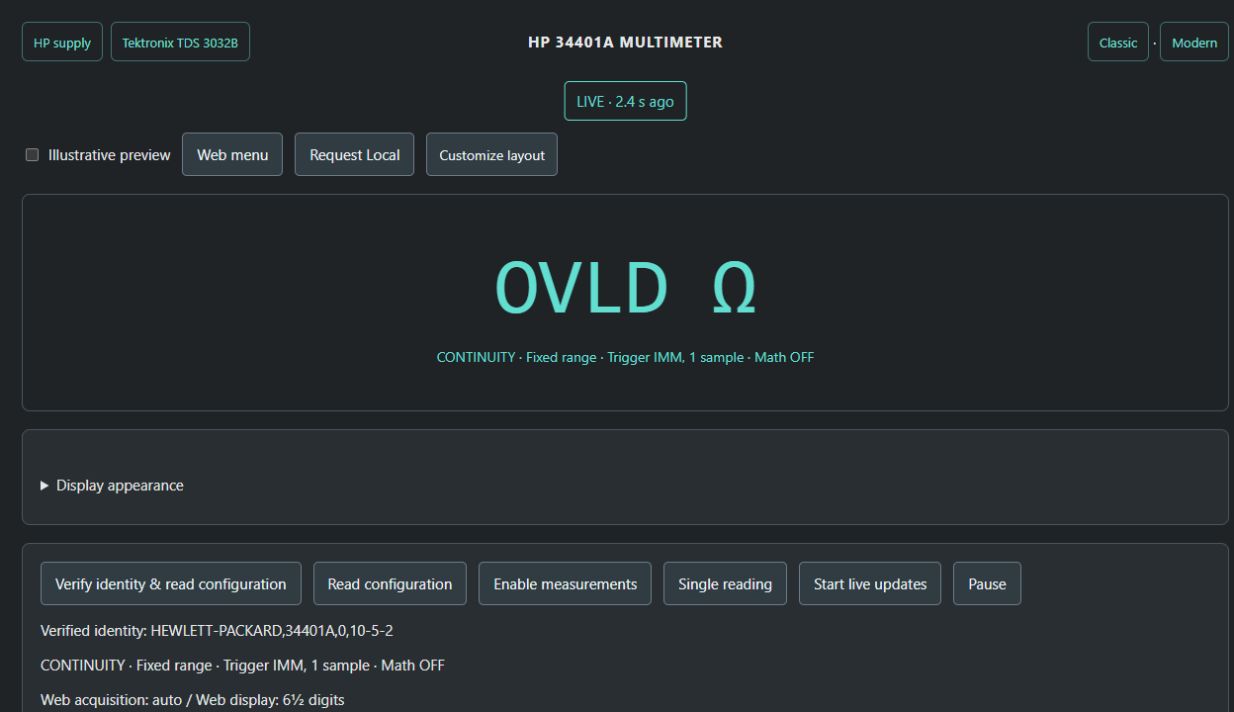 HP supply
Tektronix TDS 3032B
HP 34401A MULTIMETER
Classic · Modern
LIVE · 2.4 s ago
Illustrative preview
Web menu
Request Local
Customize layout
OVLD Ω
CONTINUITY · Fixed range · Trigger IMM, 1 sample · Math OFF
Display appearance
Verify identity & read configuration
Read configuration
Enable measurements
Single reading
Start live updates
Pause
Verified identity: HEWLETT-PACKARD,34401A,0,10-5-2
CONTINUITY · Fixed range · Trigger IMM, 1 sample · Math OFF
Web acquisition: auto / Web display: 6½ digits